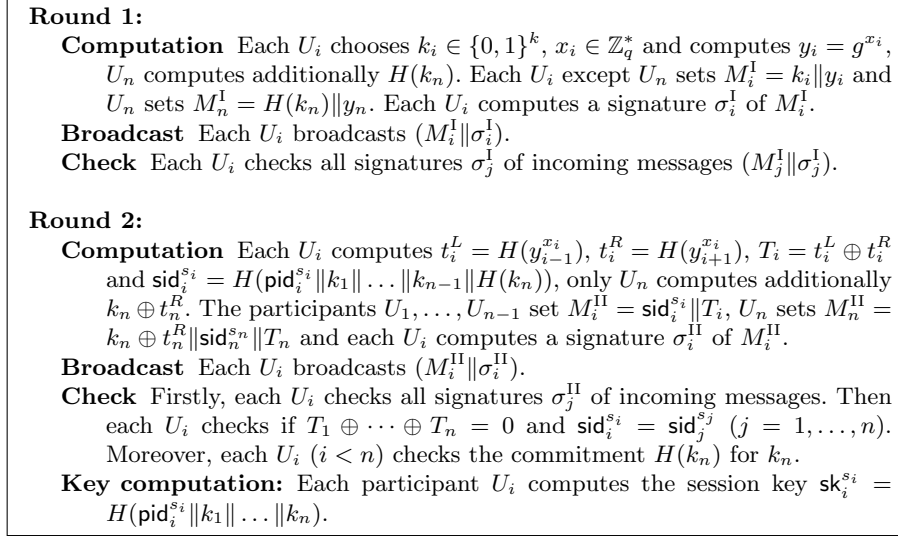 Round 1:
Computation Each U_i chooses k_i ∈ {0, 1}^k, x_i ∈ ℤ_q^* and computes y_i = g^{x_i},
U_n computes additionally H(k_n). Each U_i except U_n sets M_i^I = k_i‖y_i and
U_n sets M_n^I = H(k_n)‖y_n. Each U_i computes a signature σ_i^I of M_i^I.
Broadcast Each U_i broadcasts (M_i^I‖σ_i^I).
Check Each U_i checks all signatures σ_j^I of incoming messages (M_j^I‖σ_j^I).
Round 2:
Computation Each U_i computes t_i^L = H(y_{i−1}^{x_i}), t_i^R = H(y_{i+1}^{x_i}), T_i = t_i^L ⊕ t_i^R
and sid_i^{s_i} = H(pid_i^{s_i}‖k_1‖ … ‖k_{n−1}‖H(k_n)), only U_n computes additionally
k_n ⊕ t_n^R. The participants U_1, …, U_{n−1} set M_i^{II} = sid_i^{s_i}‖T_i, U_n sets M_n^{II} =
k_n ⊕ t_n^R‖sid_n^{s_n}‖T_n and each U_i computes a signature σ_i^{II} of M_i^{II}.
Broadcast Each U_i broadcasts (M_i^{II}‖σ_i^{II}).
Check Firstly, each U_i checks all signatures σ_j^{II} of incoming messages. Then
each U_i checks if T_1 ⊕ ⋯ ⊕ T_n = 0 and sid_i^{s_i} = sid_j^{s_j} (j = 1, …, n).
Moreover, each U_i (i < n) checks the commitment H(k_n) for k_n.
Key computation: Each participant U_i computes the session key sk_i^{s_i} =
H(pid_i^{s_i}‖k_1‖ … ‖k_n).